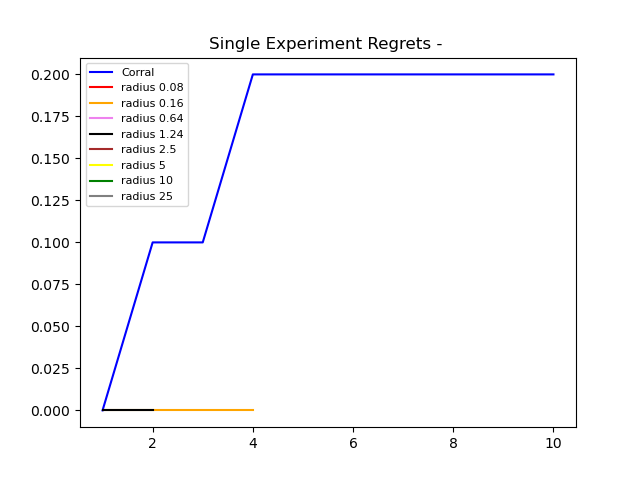 Single Experiment Regrets -
0.200
0.175
0.150
0.125
0.100
0.075
0.050
0.025
0.000
Corral
radius 0.08
radius 0.16
radius 0.64
radius 1.24
radius 2.5
radius 5
radius 10
radius 25
2
4
6
8
10